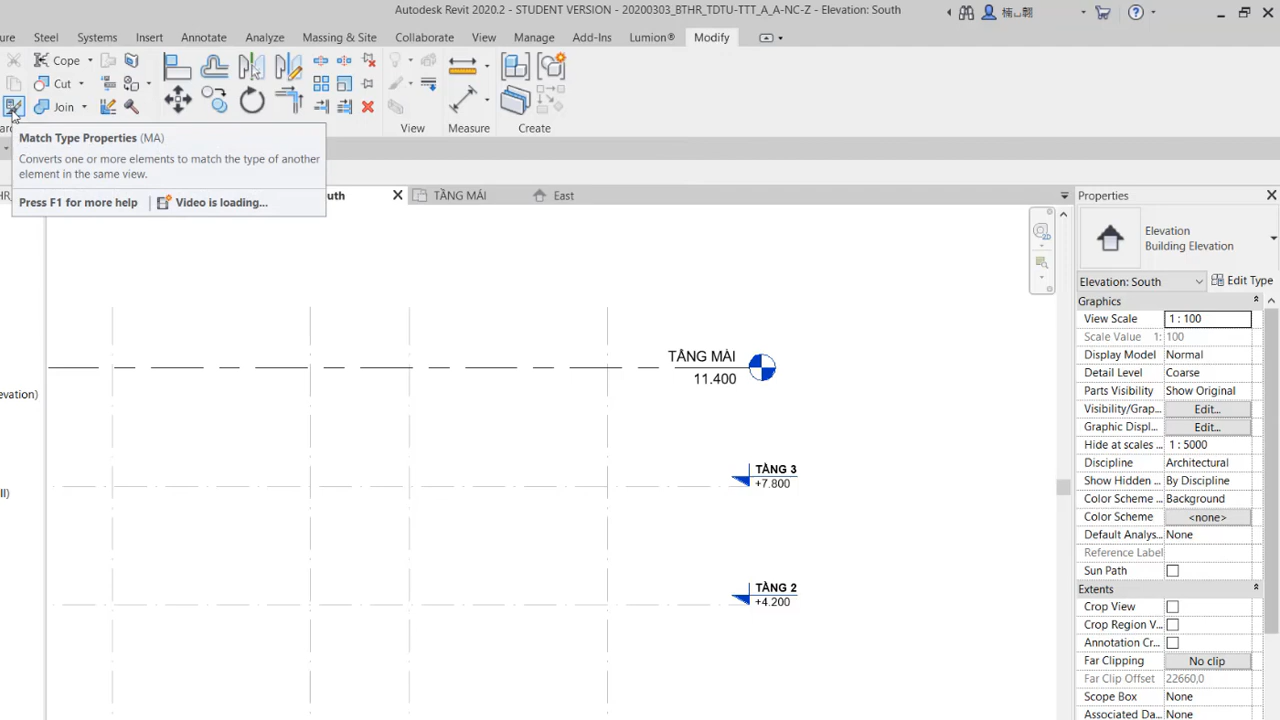 Autodesk Revit 2020.2 - STUDENT VERSION - 20200303_BTHR_TDTU-TTT_A_A-NC-Z - Elevation: South
ure Steel Systems Insert Annotate Analyze Massing & Site Collaborate View Manage Add-Ins Lumion® Modify
Cope
Cut
Join
View Measure Create
Match Type Properties (MA)
Converts one or more elements to match the type of another
element in the same view.
Press F1 for more help Video is loading...
uth TẦNG MÁI East
Properties
Elevation
Building Elevation
Elevation: South Edit Type
Graphics
View Scale 1 : 100
Scale Value 1: 100
Display Model Normal
Detail Level Coarse
Parts Visibility Show Original
Visibility/Grap... Edit...
Graphic Displ... Edit...
Hide at scales ... 1 : 5000
Discipline Architectural
Show Hidden ... By Discipline
Color Scheme ... Background
Color Scheme <none>
Default Analys... None
Reference Label
Sun Path
Extents
Crop View
Crop Region V...
Annotation Cr...
Far Clipping No clip
Far Clip Offset 22660,0
Scope Box None
Associated Da... None
TẦNG MÁI
11.400
TẦNG 3
+7.800
TẦNG 2
+4.200
evation)
ll)